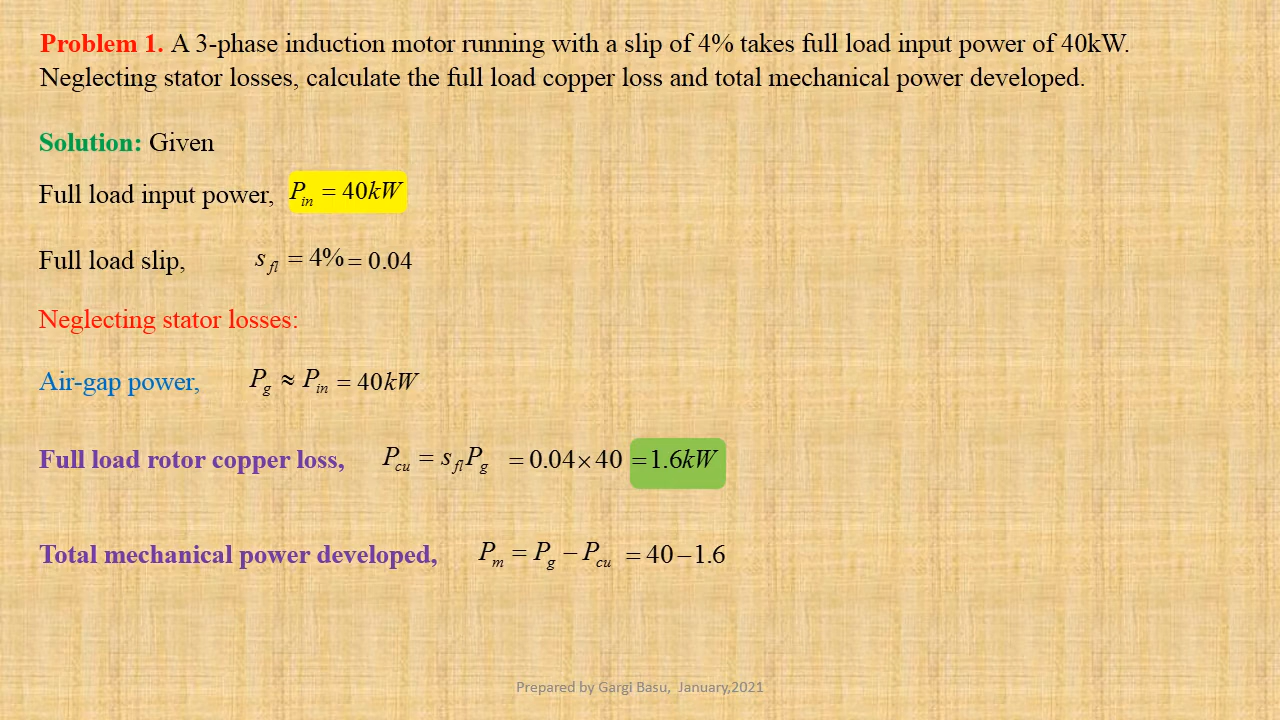 Problem 1. A 3-phase induction motor running with a slip of 4% takes full load input power of 40kW.
Neglecting stator losses, calculate the full load copper loss and total mechanical power developed.
Solution: Given
Full load input power, P_in = 40kW
Full load slip, s_fl = 4% = 0.04
Neglecting stator losses:
Air-gap power, P_g ≈ P_in = 40kW
Full load rotor copper loss, P_cu = s_fl P_g = 0.04×40 = 1.6kW
Total mechanical power developed, P_m = P_g − P_cu = 40−1.6
Prepared by Gargi Basu, January,2021